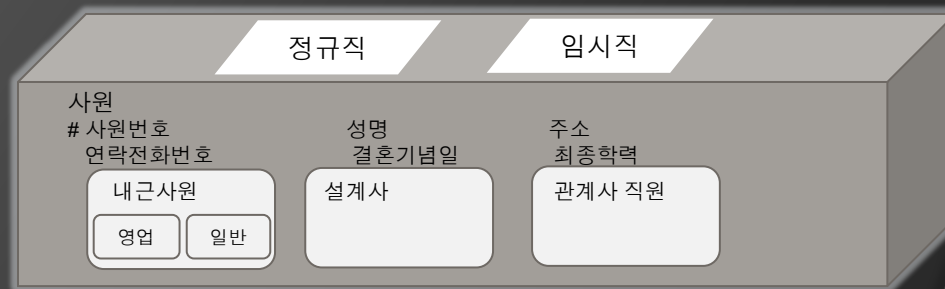 정규직 임시직
사원
# 사원번호 성명 주소
연락전화번호 결혼기념일 최종학력
내근사원 설계사 관계사 직원
영업 일반